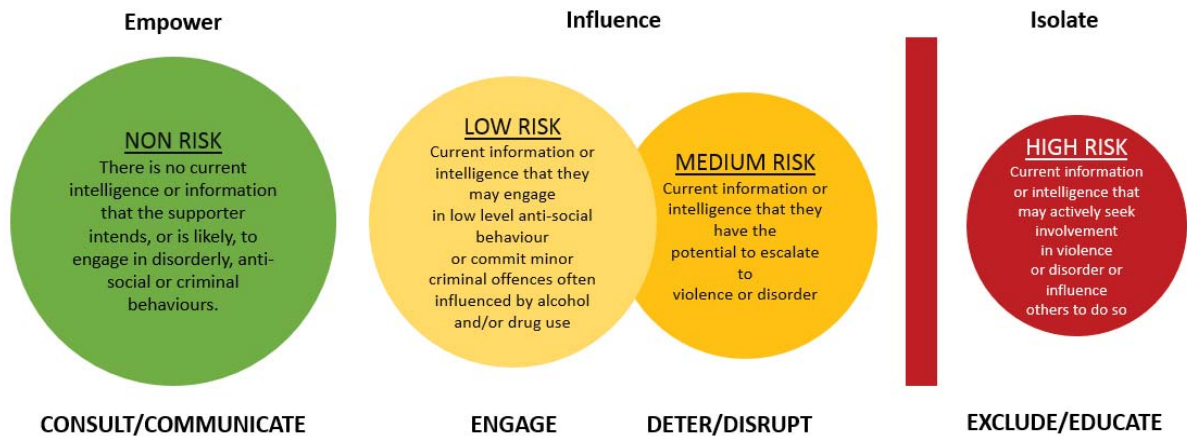 Empower
Influence
Isolate
NON RISK
There is no current
intelligence or information
that the supporter
intends, or is likely, to
engage in disorderly, anti-
social or criminal
behaviours.
LOW RISK
Current information or
intelligence that they
may engage
in low level anti-social
behaviour
or commit minor
criminal offences often
influenced by alcohol
and/or drug use
MEDIUM RISK
Current information or
intelligence that they
have the
potential to escalate
to
violence or disorder
HIGH RISK
Current information
or intelligence that
may actively seek
involvement
in violence
or disorder or
influence
others to do so
CONSULT/COMMUNICATE
ENGAGE
DETER/DISRUPT
EXCLUDE/EDUCATE